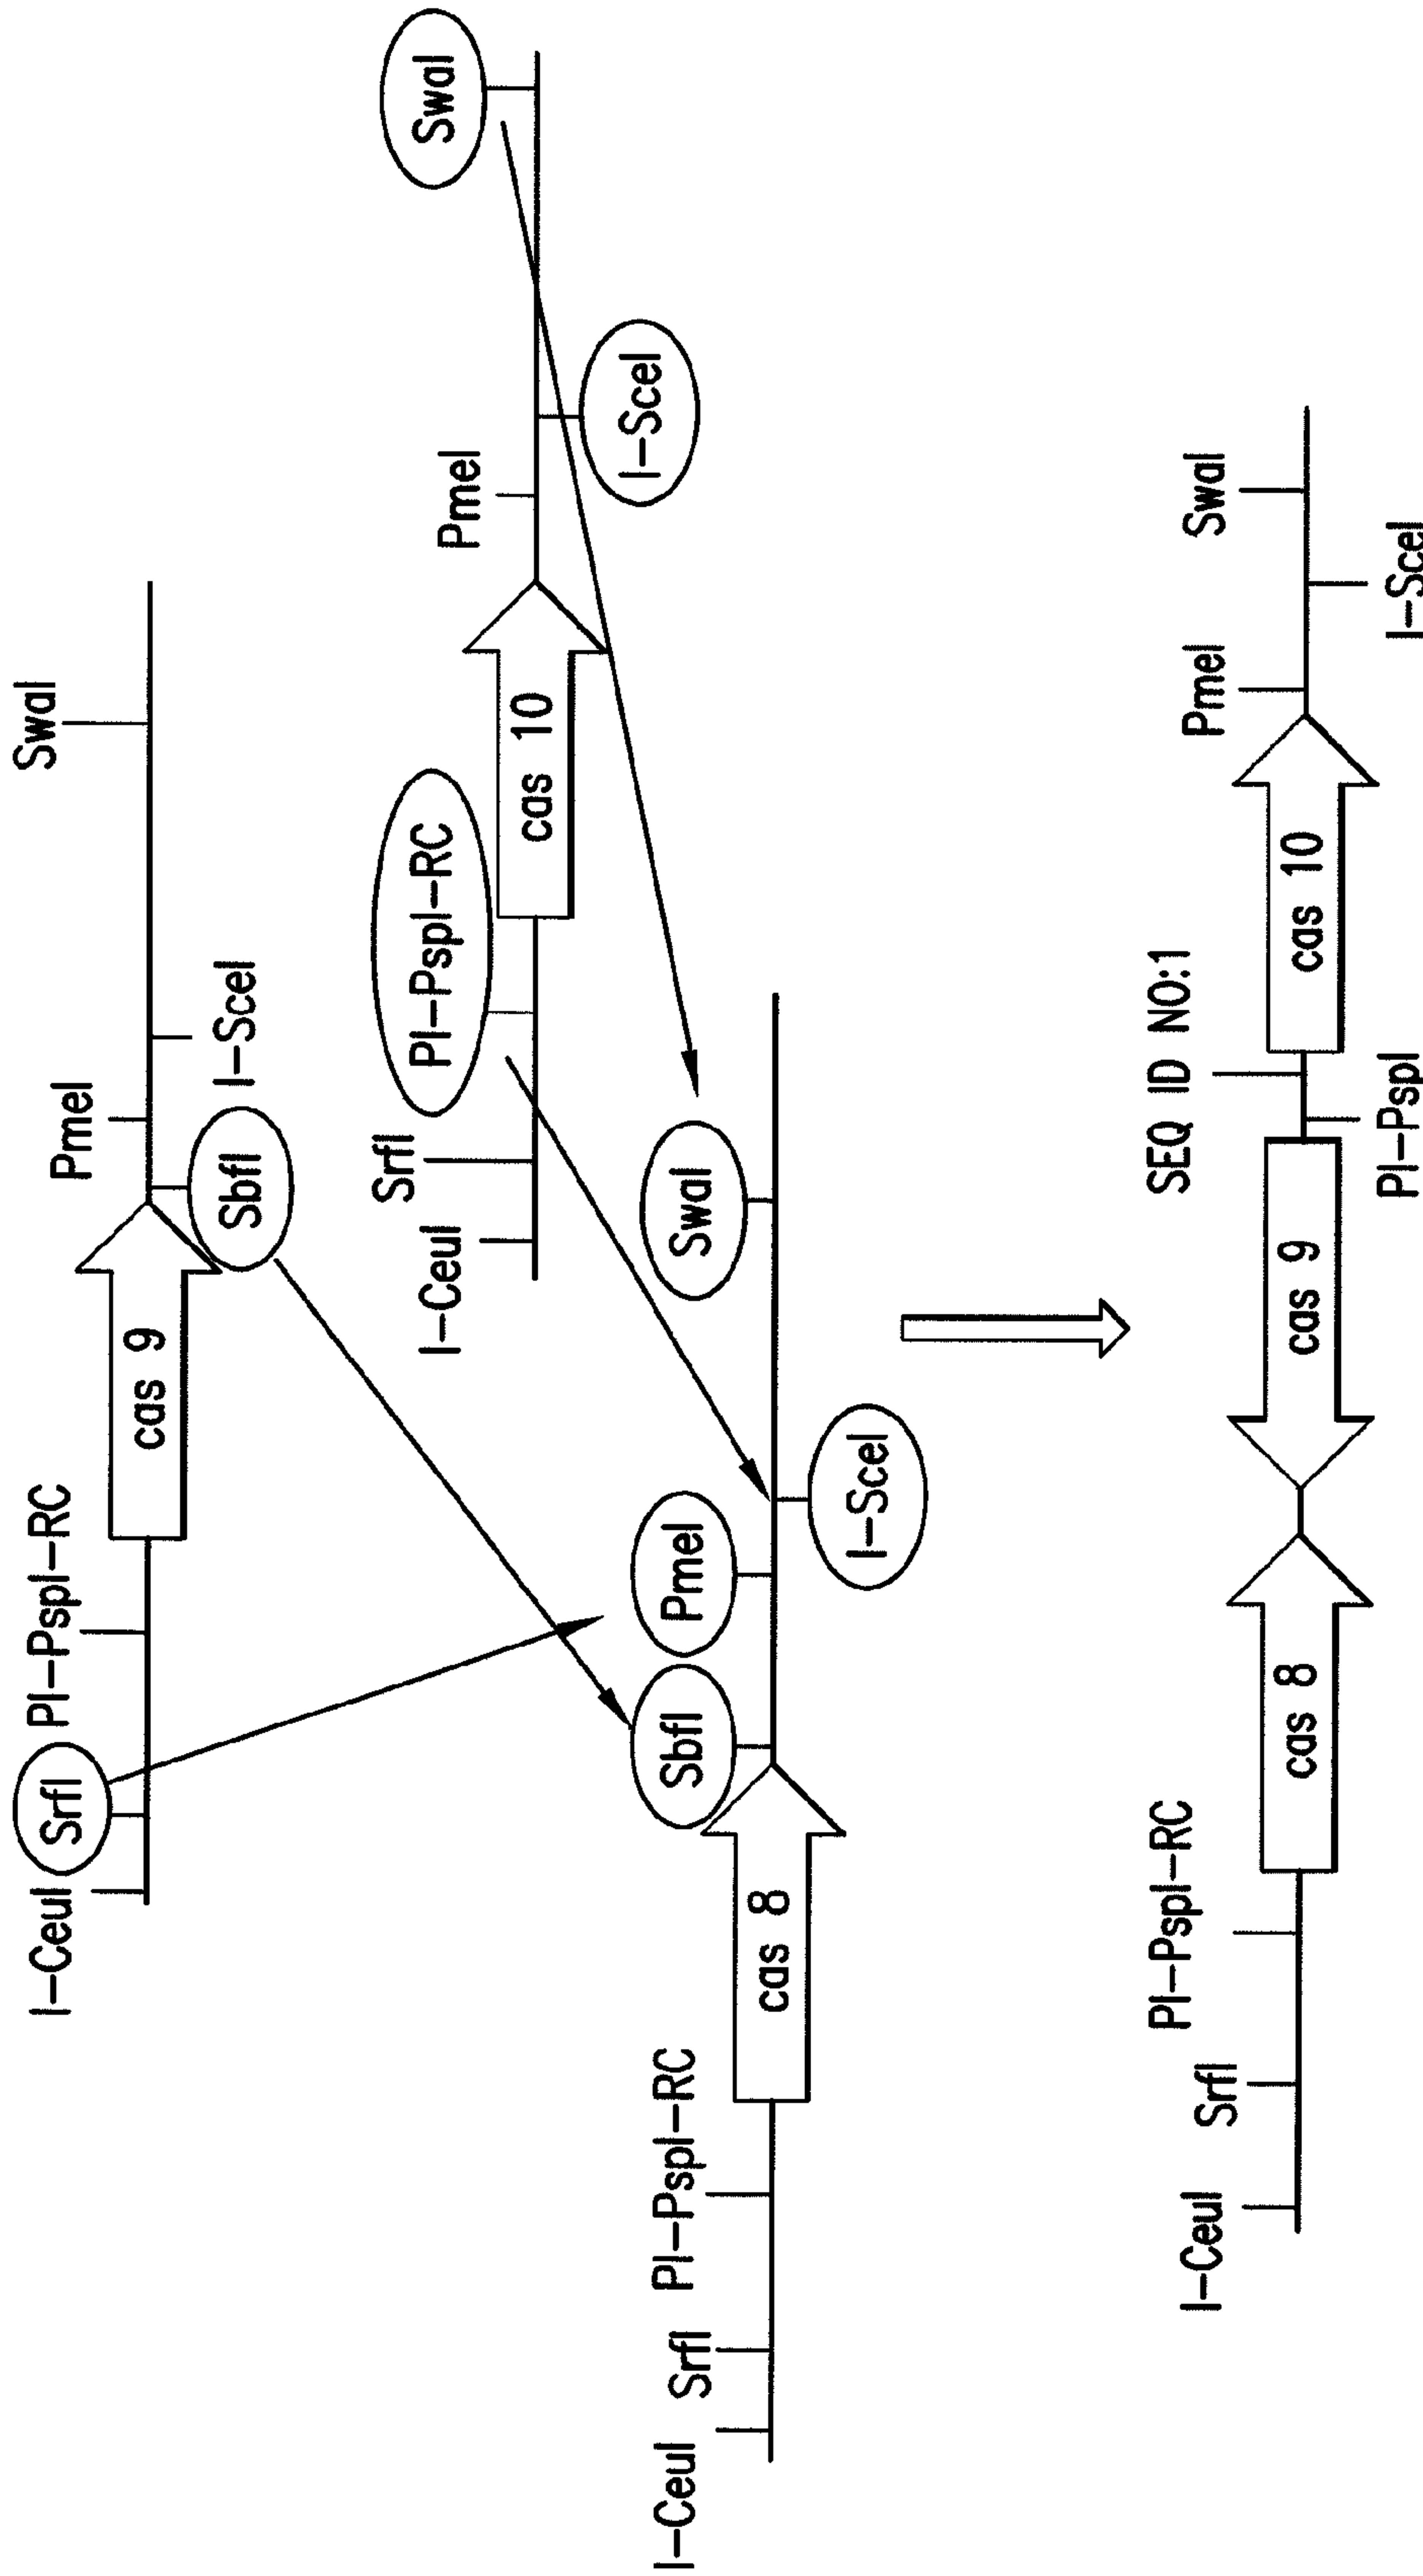 SwaI
PmeI
I-SceI
SbfI
cas 9
PI-PspI-RC
SrfI
I-CeuI
SwaI
I-SceI
PmeI
cas 10
PI-PspI-RC
SrfI
I-CeuI
SwaI
I-SceI
PmeI
SbfI
cas 8
PI-PspI-RC
SrfI
I-CeuI
SwaI
I-SceI
PmeI
cas 10
SEQ ID NO:1
PI-PspI
cas 9
cas 8
PI-PspI-RC
SrfI
I-CeuI